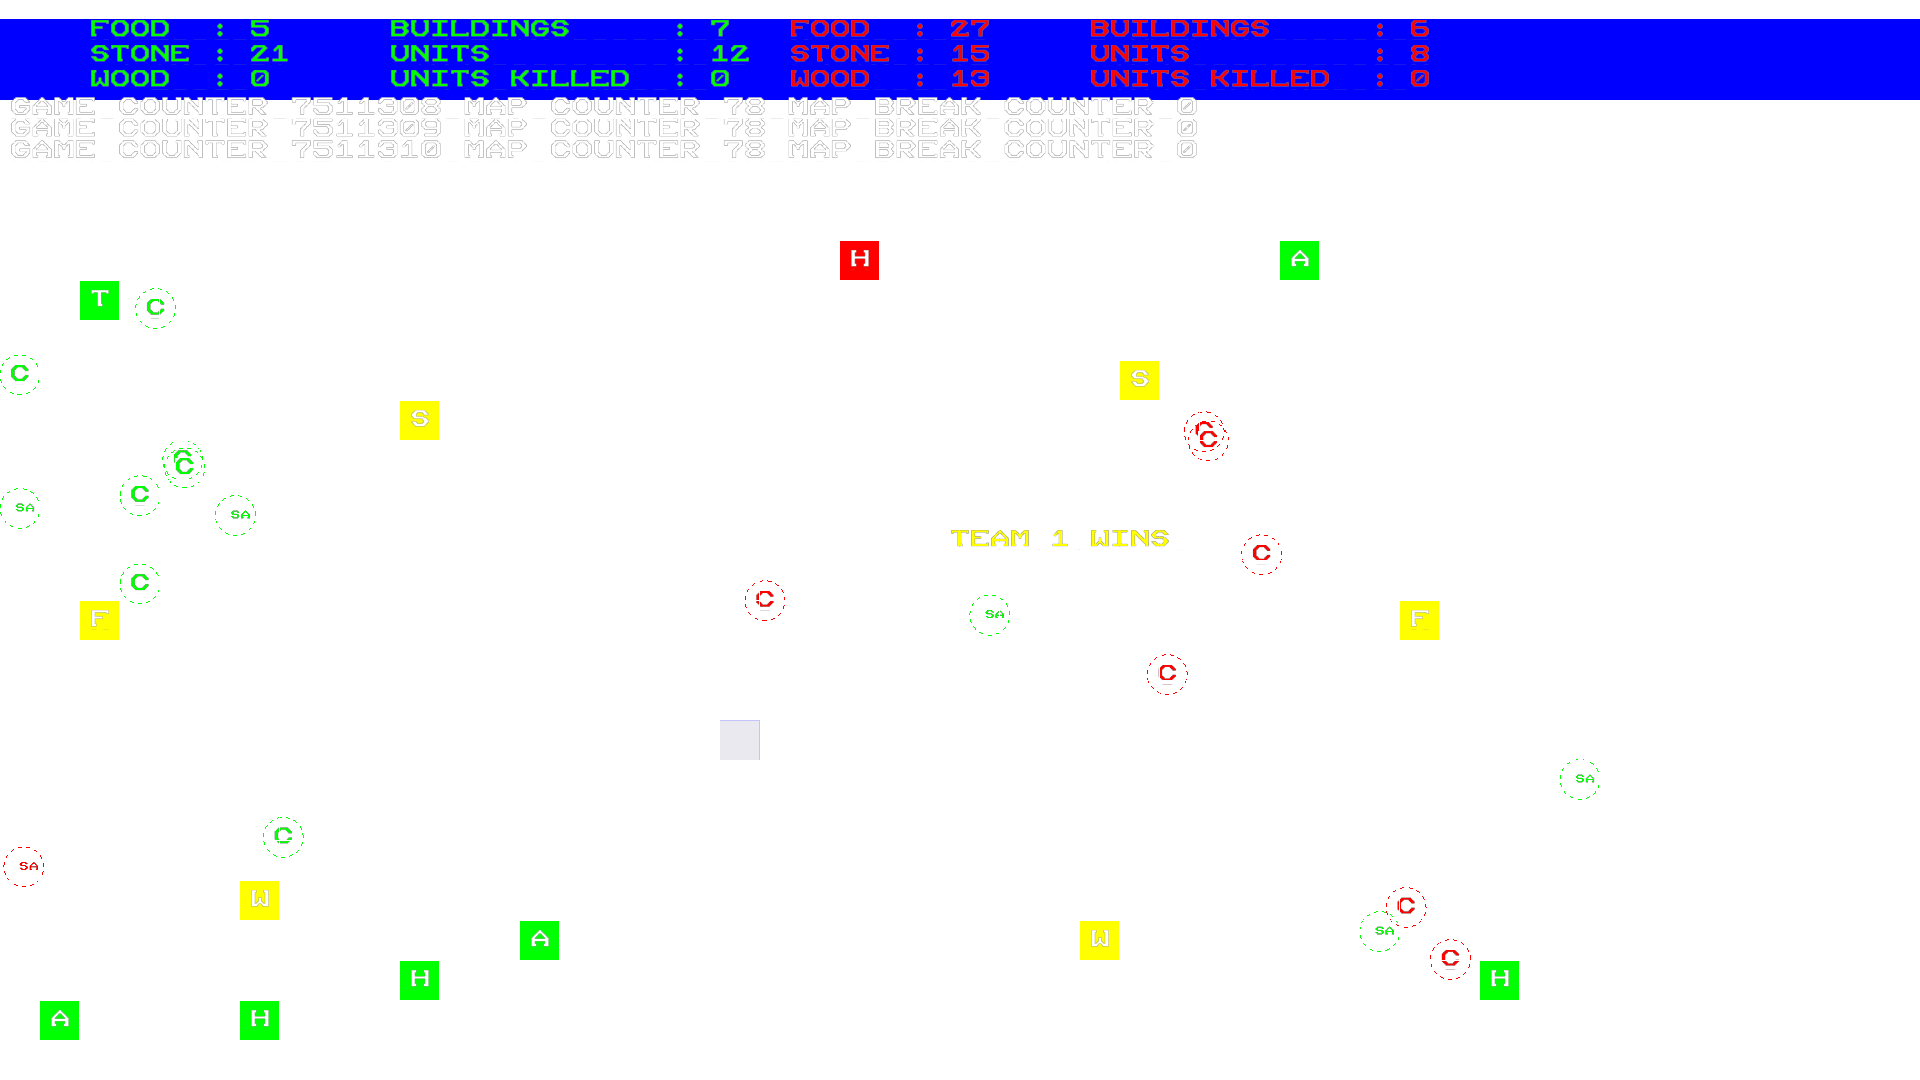 FOOD : 5 BUILDINGS : 7 FOOD : 27 BUILDINGS : 6
STONE : 21 UNITS : 12 STONE : 15 UNITS : 8
WOOD : 0 UNITS KILLED : 0 WOOD : 13 UNITS KILLED : 0
GAME COUNTER 7511308 MAP COUNTER 78 MAP BREAK COUNTER 0
GAME COUNTER 7511309 MAP COUNTER 78 MAP BREAK COUNTER 0
GAME COUNTER 7511310 MAP COUNTER 78 MAP BREAK COUNTER 0
H A
T C
C S
S
C
C
C
C
C
SA SA
TEAM 1 WINS
C
C
C
SA
F F
C
SA
C
SA
W
C
SA
A W
C
H H
A H